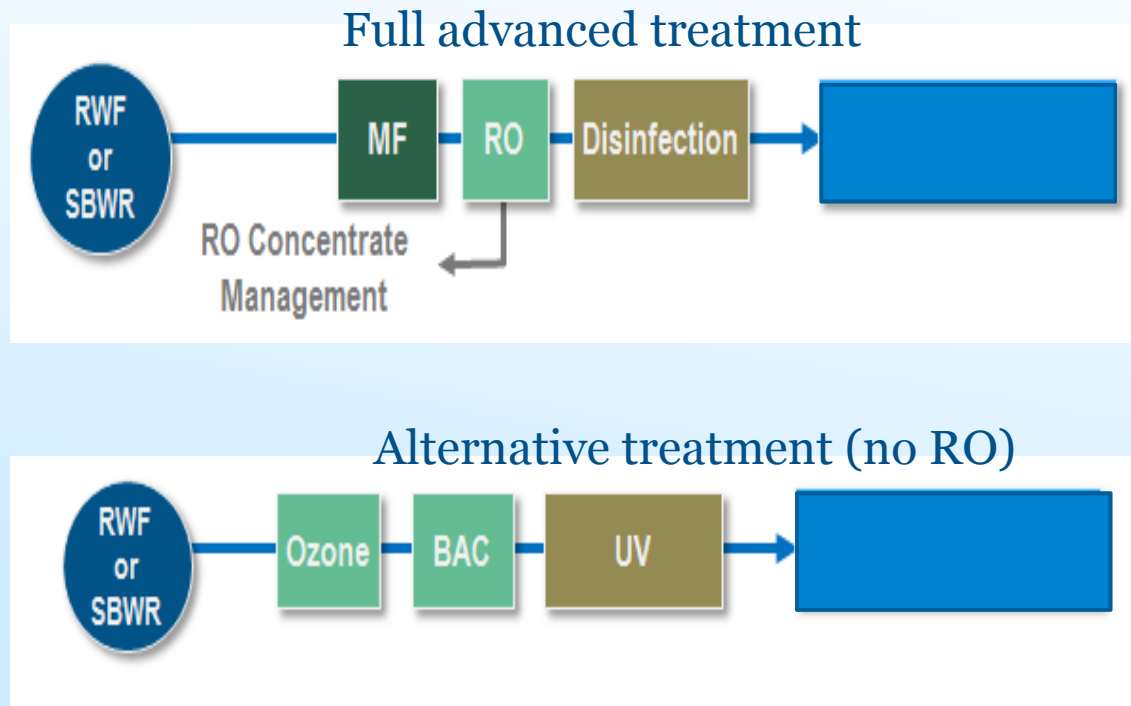 Full advanced treatment
RWF
or
SBWR
MF
RO
Disinfection
RO Concentrate
Management
Alternative treatment (no RO)
RWF
or
SBWR
Ozone
BAC
UV